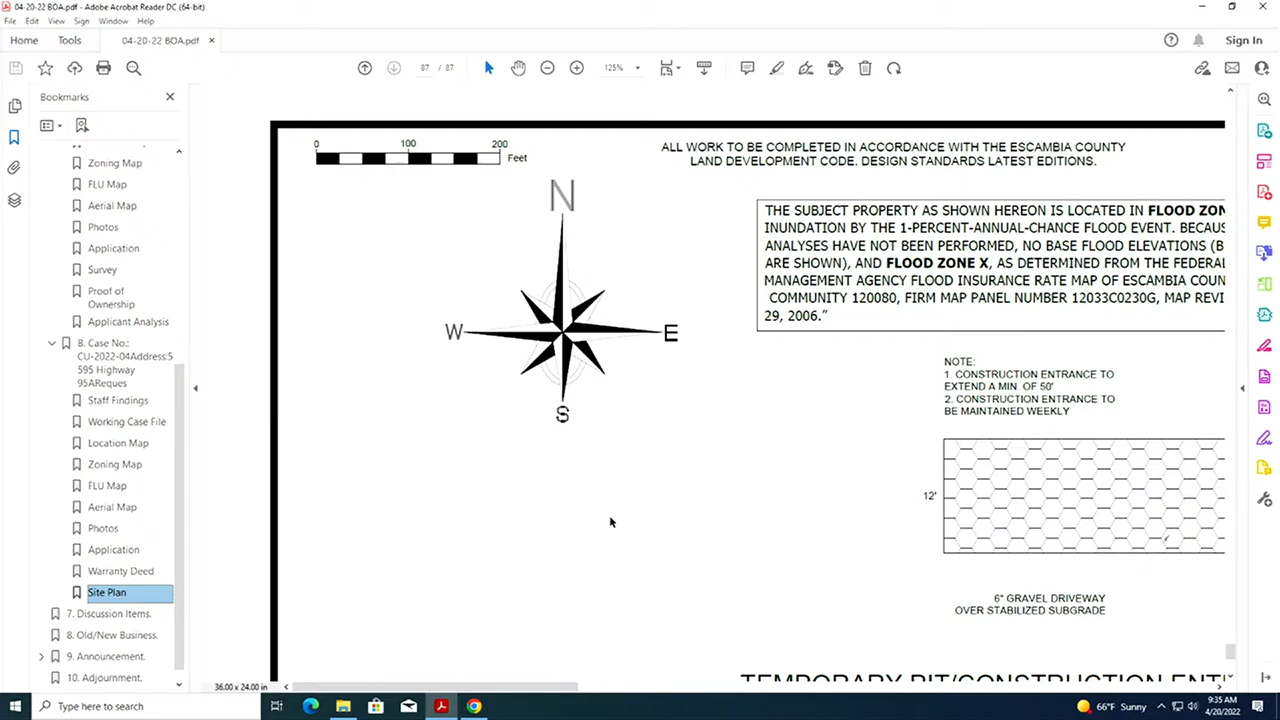 04-20-22 BOA.pdf - Adobe Acrobat Reader DC (64-bit)
File Edit View Sign Window Help
Home Tools 04-20-22 BOA.pdf × Sign In
87 / 87 125%
Bookmarks
Zoning Map
FLU Map
Aerial Map
Photos
Application
Survey
Proof of
Ownership
Applicant Analysis
B. Case No.:
CU-2022-04Address:5
595 Highway
95AReques
Staff Findings
Working Case File
Location Map
Zoning Map
FLU Map
Aerial Map
Photos
Application
Warranty Deed
Site Plan
7. Discussion Items.
8. Old/New Business.
9. Announcement.
10. Adjournment.
0 100 200
Feet
N
W E
S
ALL WORK TO BE COMPLETED IN ACCORDANCE WITH THE ESCAMBIA COUNTY
LAND DEVELOPMENT CODE. DESIGN STANDARDS LATEST EDITIONS.
THE SUBJECT PROPERTY AS SHOWN HEREON IS LOCATED IN FLOOD ZON
INUNDATION BY THE 1-PERCENT-ANNUAL-CHANCE FLOOD EVENT. BECAUS
ANALYSES HAVE NOT BEEN PERFORMED, NO BASE FLOOD ELEVATIONS (B
ARE SHOWN), AND FLOOD ZONE X, AS DETERMINED FROM THE FEDERAL
MANAGEMENT AGENCY FLOOD INSURANCE RATE MAP OF ESCAMBIA COUN
COMMUNITY 120080, FIRM MAP PANEL NUMBER 12033C0230G, MAP REVI
29, 2006."
NOTE:
1. CONSTRUCTION ENTRANCE TO
EXTEND A MIN. OF 50'
2. CONSTRUCTION ENTRANCE TO
BE MAINTAINED WEEKLY
12'
6" GRAVEL DRIVEWAY
OVER STABILIZED SUBGRADE
TEMPORARY PIT/CONSTRUCTION ENT
36.00 x 24.00 in
Type here to search
66°F Sunny
9:35 AM
4/20/2022